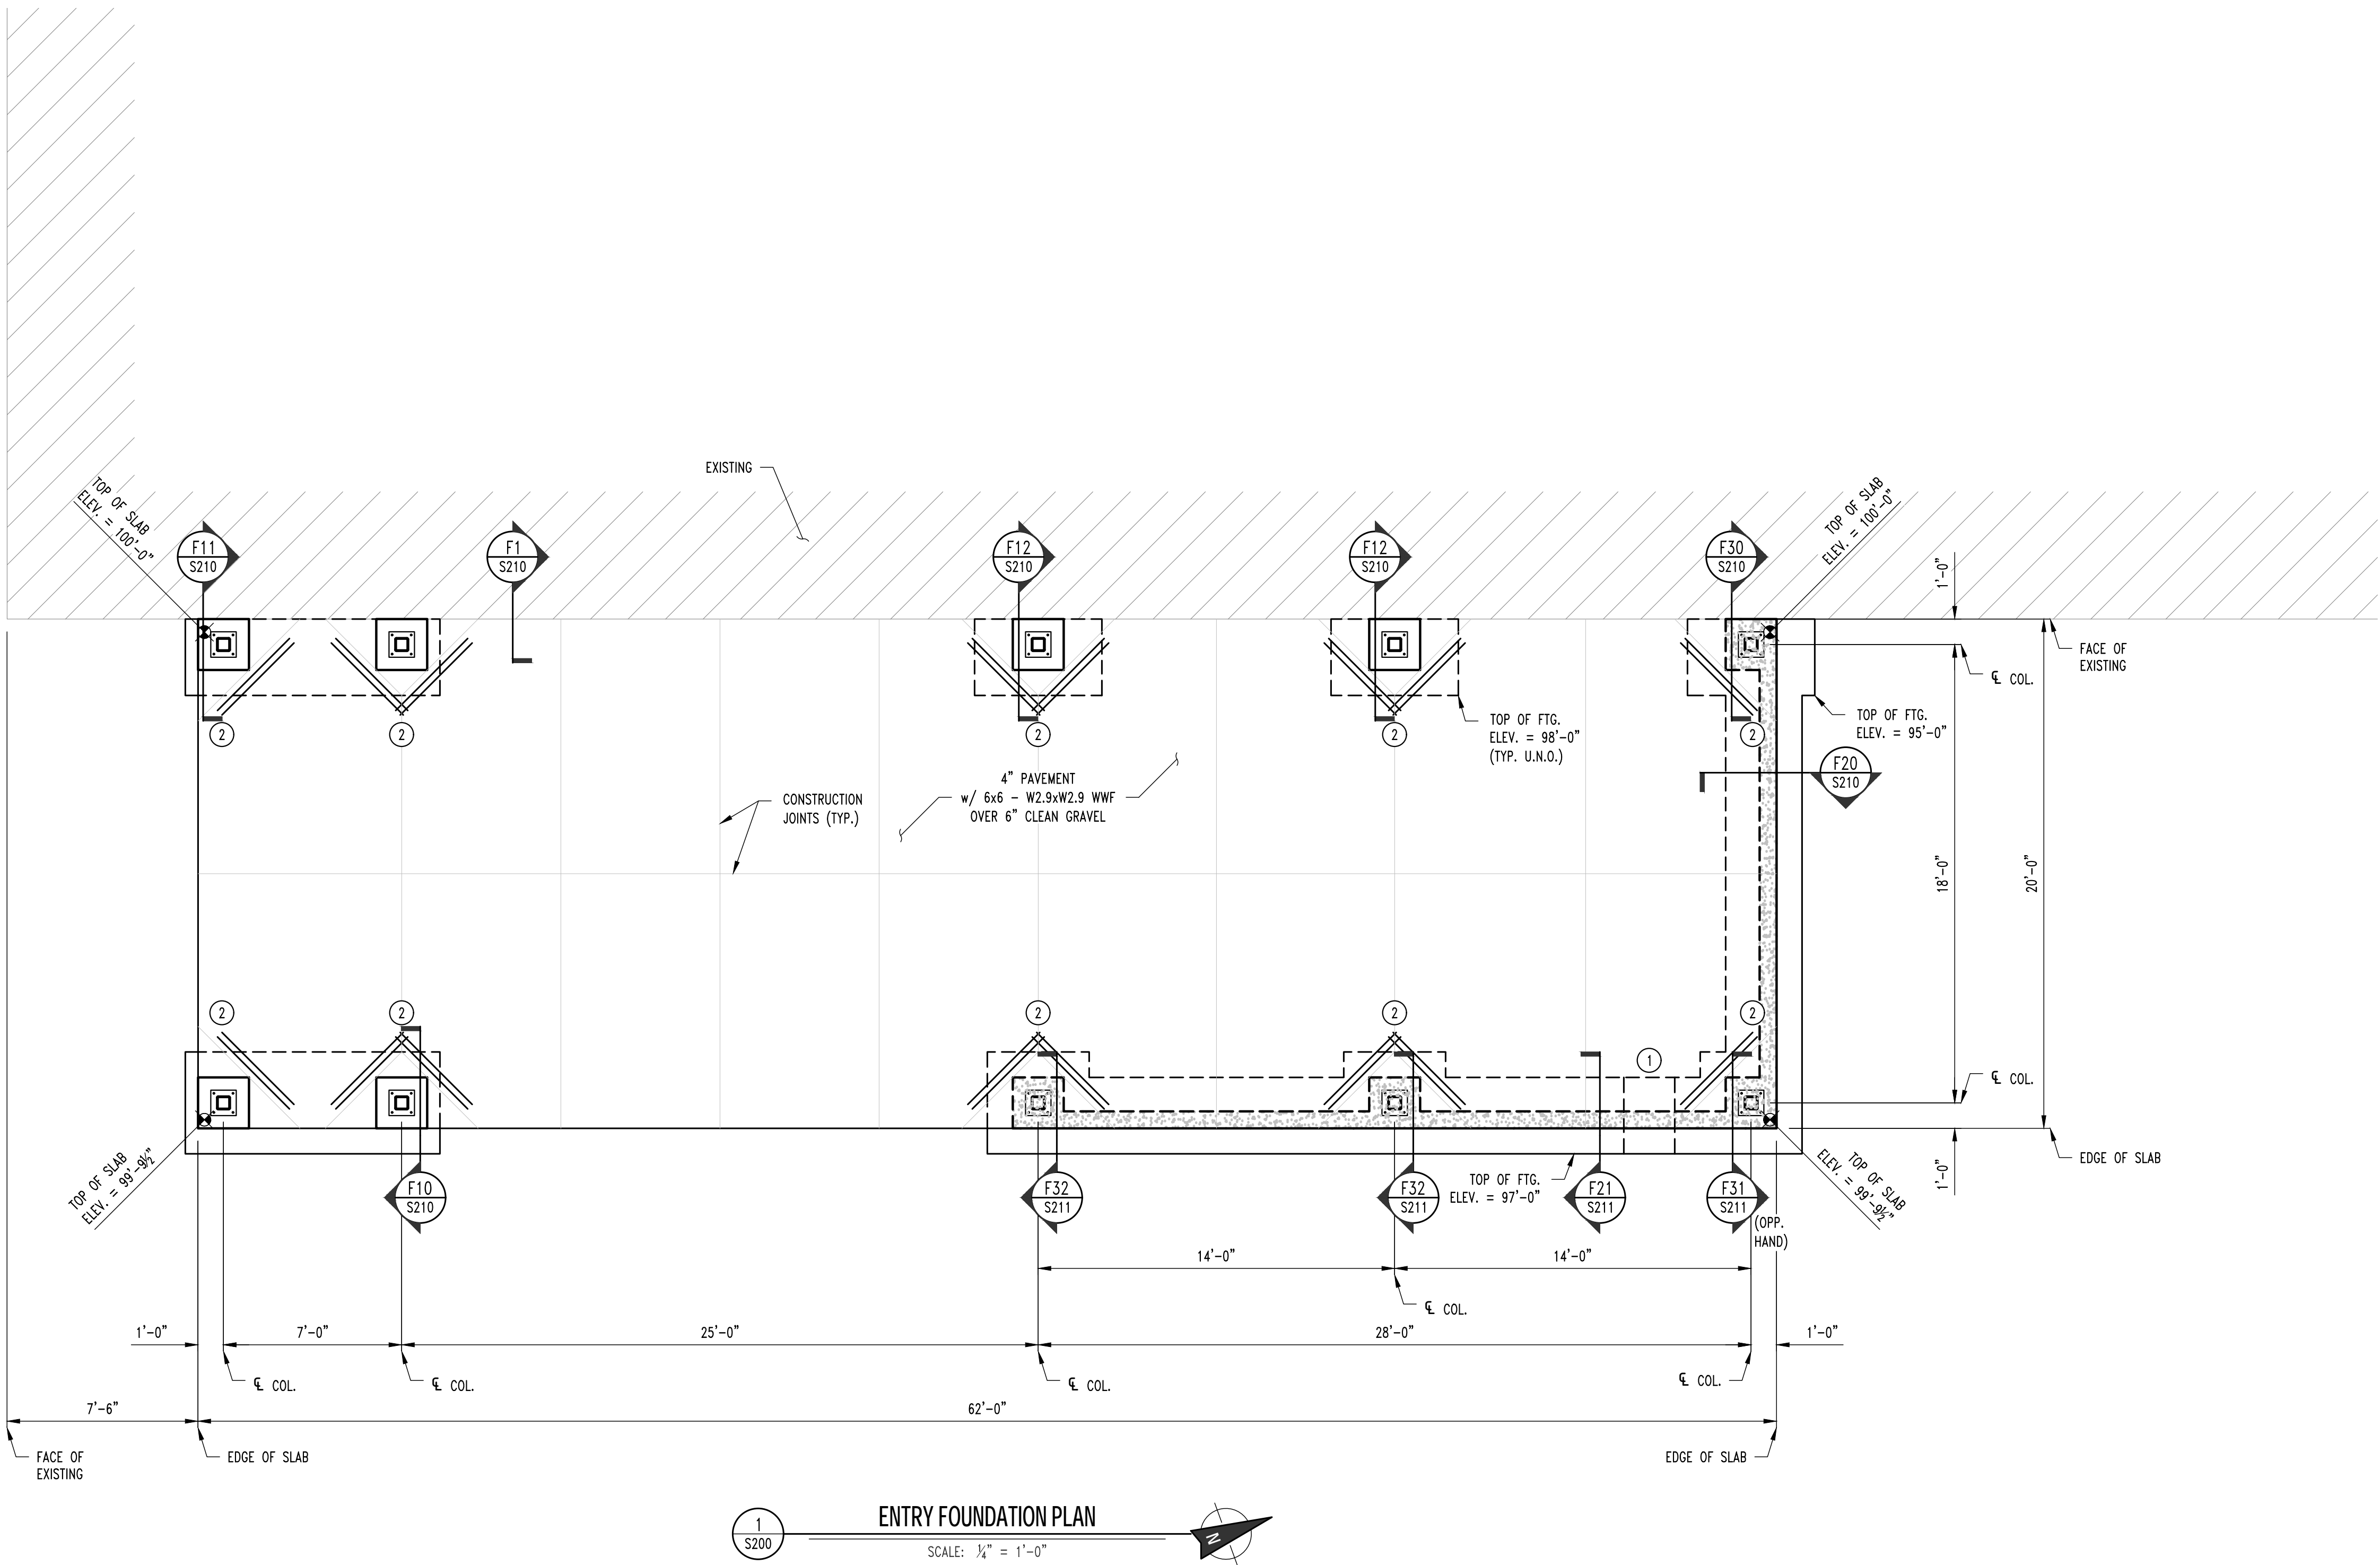 EXISTING
TOP OF SLAB
ELEV. = 100'-0"
TOP OF SLAB
ELEV. = 100'-0"
F11
S210
F1
S210
F12
S210
F12
S210
F30
S210
1'-0"
FACE OF
EXISTING
℄ COL.
2
2
2
2
2
TOP OF FTG.
ELEV. = 98'-0"
(TYP. U.N.O.)
TOP OF FTG.
ELEV. = 95'-0"
F20
S210
4" PAVEMENT
w/ 6x6 - W2.9xW2.9 WWF
OVER 6" CLEAN GRAVEL
CONSTRUCTION
JOINTS (TYP.)
18'-0"
20'-0"
2
2
2
2
2
1
℄ COL.
TOP OF SLAB
ELEV. = 99'-9½"
F10
S210
F32
S211
F32
S211
TOP OF FTG.
ELEV. = 97'-0"
F21
S211
F31
S211
(OPP.
HAND)
TOP OF SLAB
ELEV. = 99'-9½"
1'-0"
EDGE OF SLAB
14'-0"
14'-0"
℄ COL.
1'-0"
7'-0"
25'-0"
28'-0"
1'-0"
℄ COL.
℄ COL.
℄ COL.
℄ COL.
7'-6"
62'-0"
FACE OF
EXISTING
EDGE OF SLAB
EDGE OF SLAB
1
S200
ENTRY FOUNDATION PLAN
SCALE: ¼" = 1'-0"
N